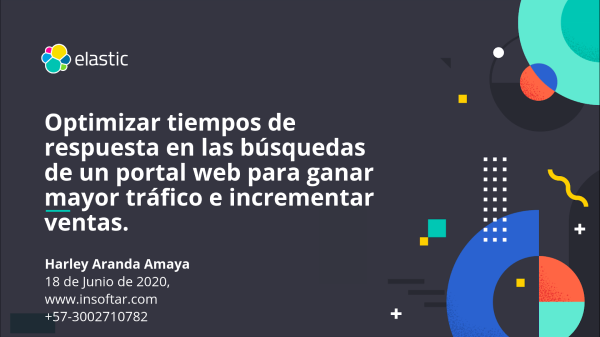 elastic
Optimizar tiempos de
respuesta en las búsquedas
de un portal web para ganar
mayor tráfico e incrementar
ventas.
Harley Aranda Amaya
18 de Junio de 2020,
www.insoftar.com
+57-3002710782